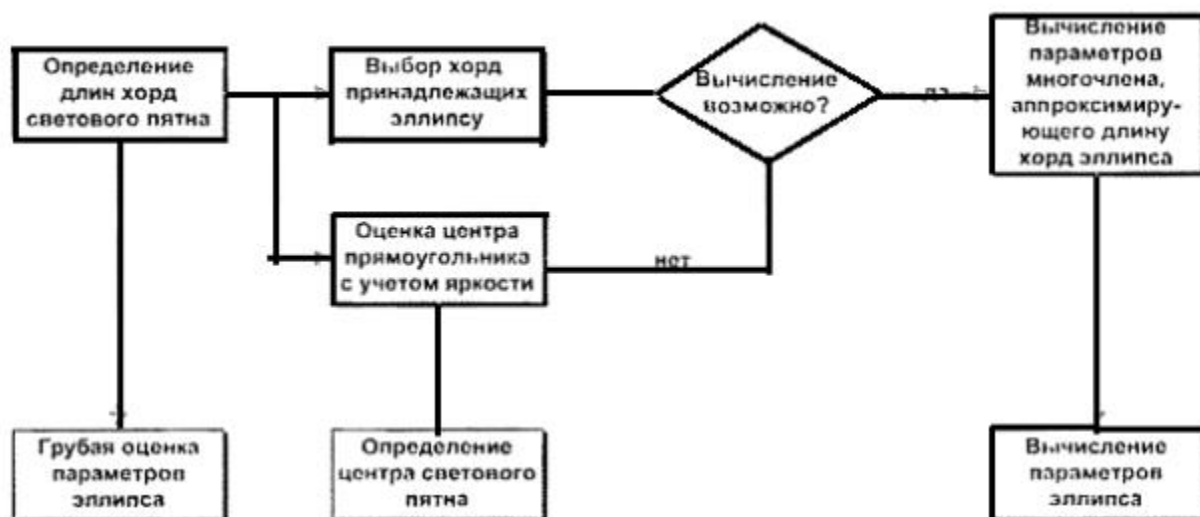 Определение
длин хорд
светового пятна
Выбор хорд
принадлежащих
эллипсу
Вычисление
возможно?
да
Вычисление
параметров
многочлена,
аппроксимиру-
ющего длину
хорд эллипса
Оценка центра
прямоугольника
с учетом яркости
нет
Грубая оценка
параметров
эллипса
Определение
центра светового
пятна
Вычисление
параметров
эллипса